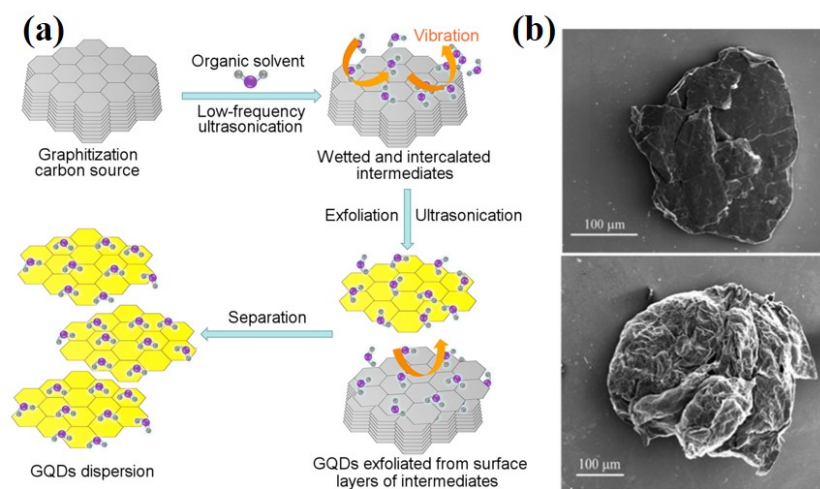 (a)
Organic solvent
Low-frequency
ultrasonication
Vibration
Graphitization
carbon source
Wetted and intercalated
intermediates
Exfoliation
Ultrasonication
Separation
GQDs dispersion
GQDs exfoliated from surface
layers of intermediates
(b)
100 μm
100 μm